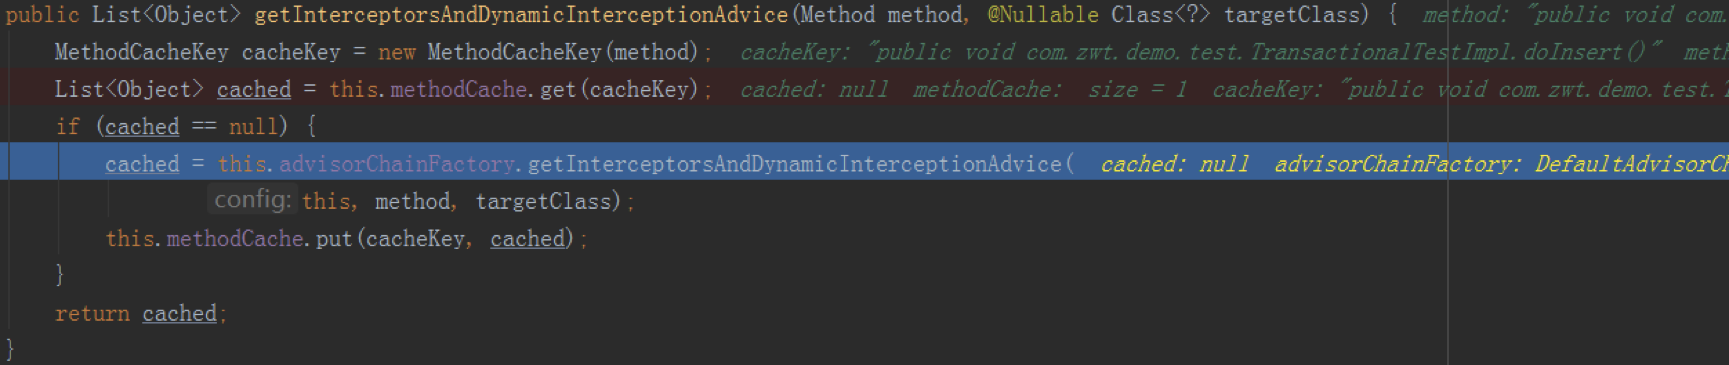 public List<Object> getInterceptorsAndDynamicInterceptionAdvice(Method method, @Nullable Class<?> targetClass) { method: "public void com.
MethodCacheKey cacheKey = new MethodCacheKey(method); cacheKey: "public void com.zwt.demo.test.TransactionalTestImpl.doInsert()" meth
List<Object> cached = this.methodCache.get(cacheKey); cached: null methodCache: size = 1 cacheKey: "public void com.zwt.demo.test.T
if (cached == null) {
cached = this.advisorChainFactory.getInterceptorsAndDynamicInterceptionAdvice( cached: null advisorChainFactory: DefaultAdvisorCh
config: this, method, targetClass);
this.methodCache.put(cacheKey, cached);
}
return cached;
}